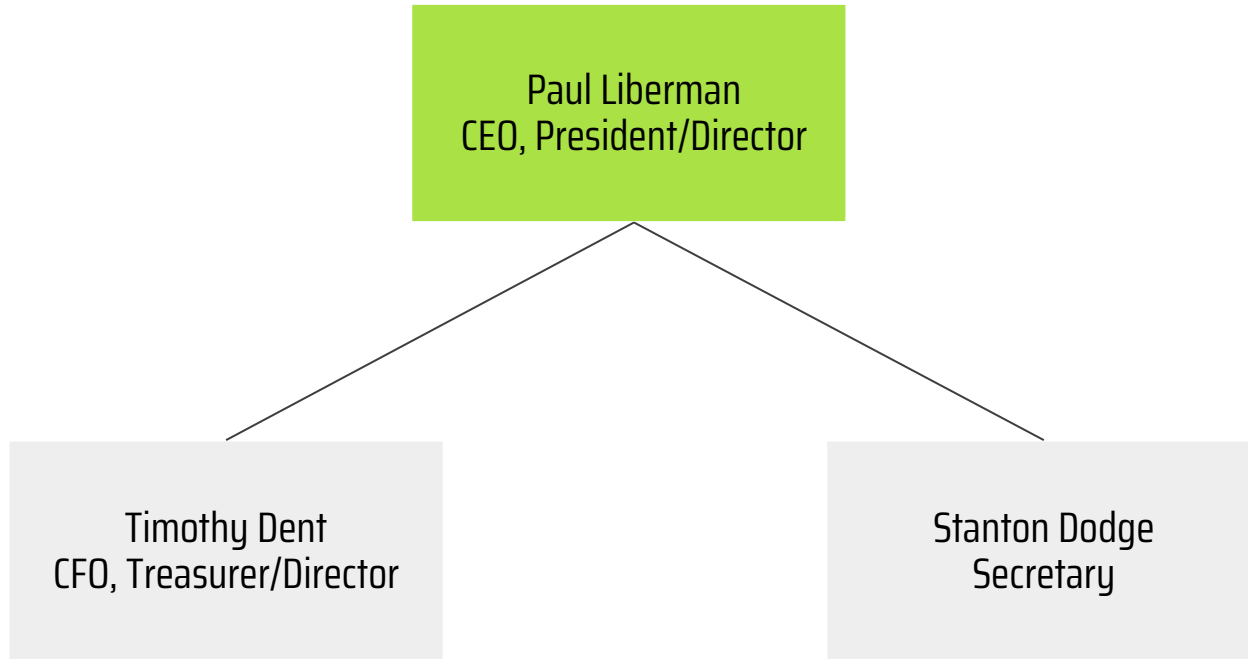 Paul Liberman
CEO, President/Director
Timothy Dent
CFO, Treasurer/Director
Stanton Dodge
Secretary